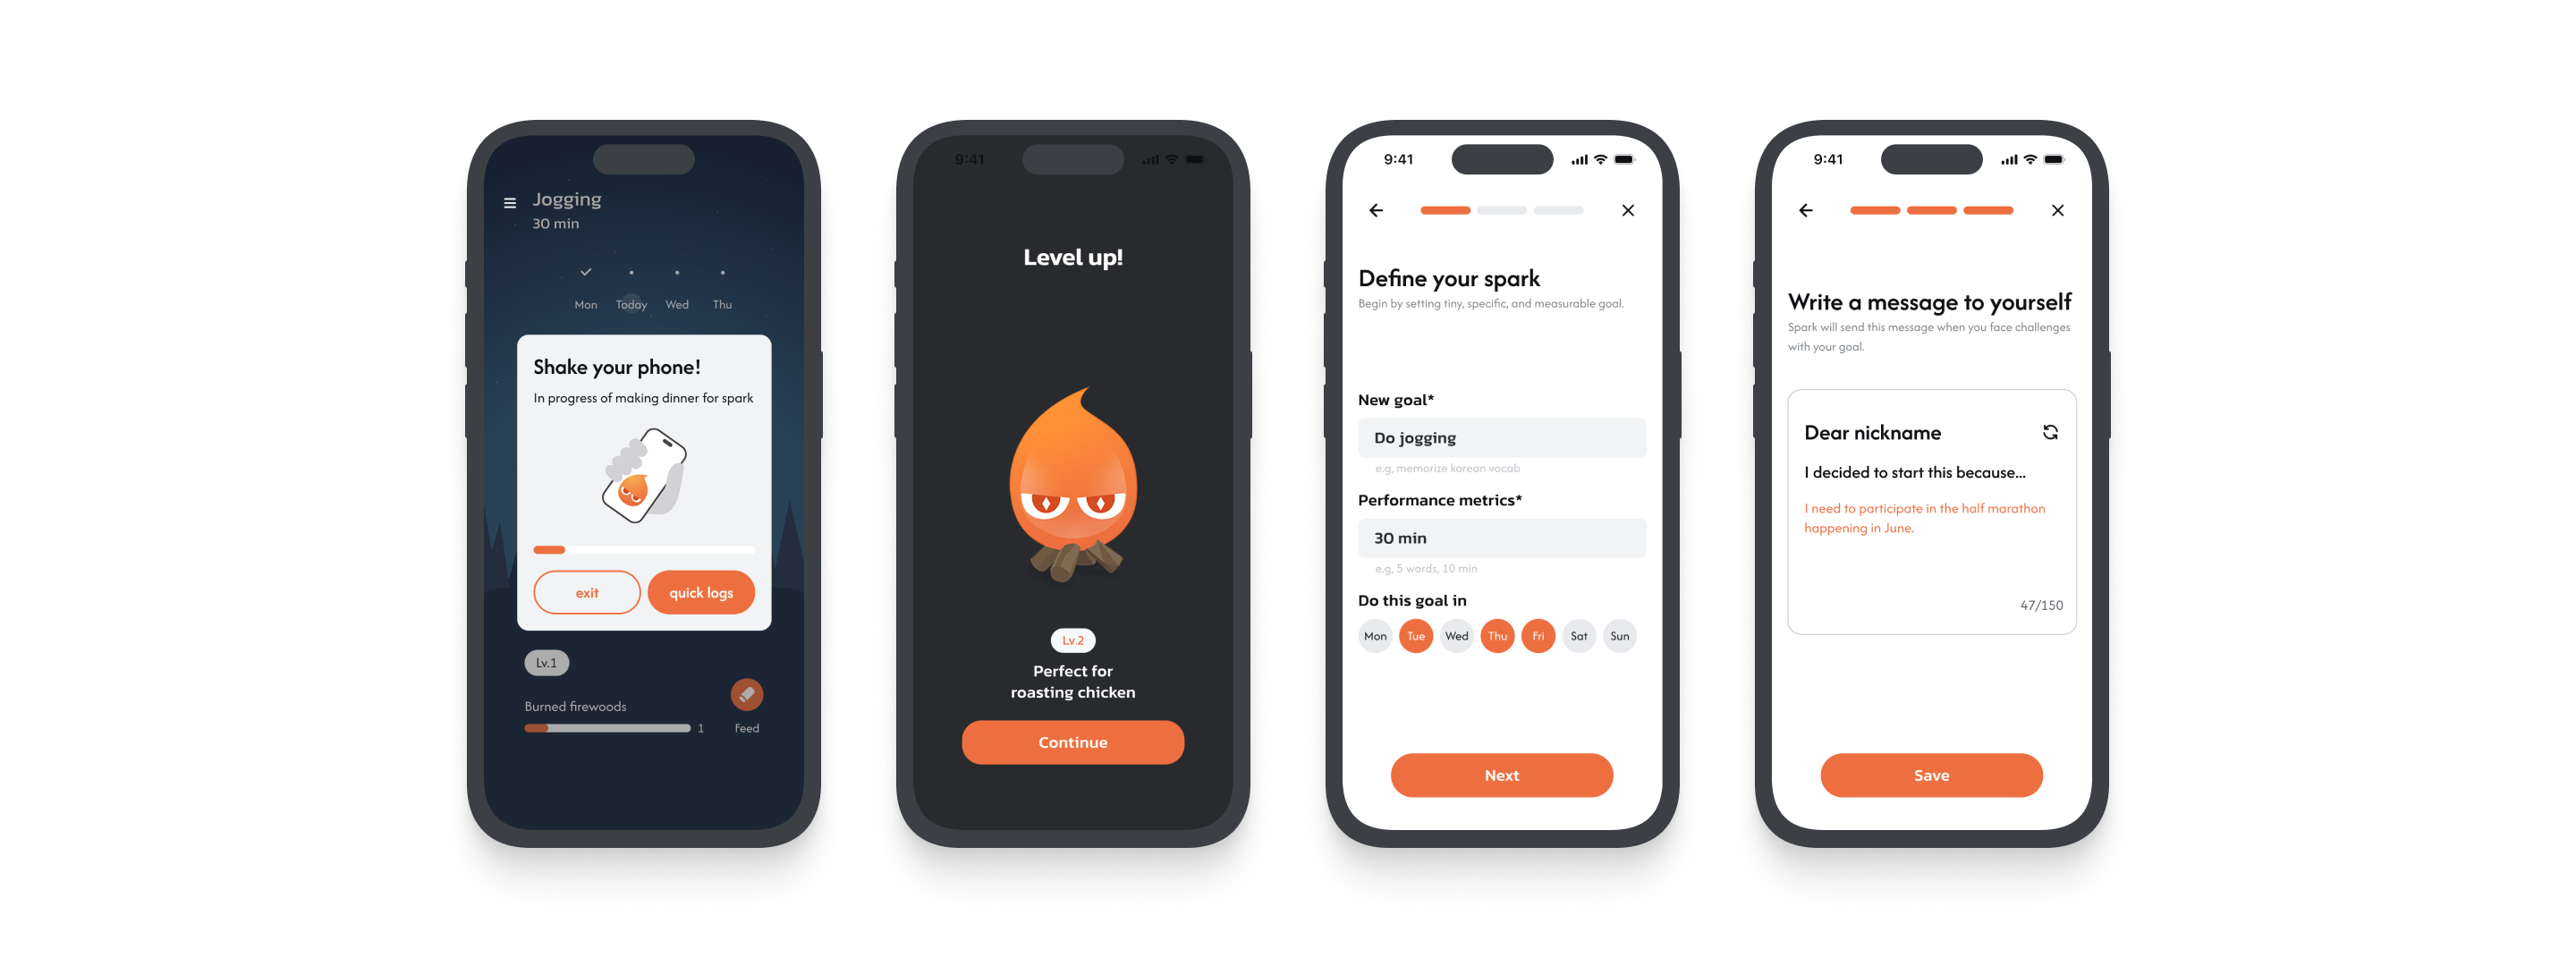 Jogging
30 min
Mon Today Wed Thu
Shake your phone!
In progress of making dinner for spark
exit quick logs
Lv.1
Burned firewoods
1 Feed
9:41
Level up!
Lv.2
Perfect for
roasting chicken
Continue
9:41
Define your spark
Begin by setting tiny, specific, and measurable goal.
New goal*
Do jogging
e.g, memorize korean vocab
Performance metrics*
30 min
e.g, 5 words, 10 min
Do this goal in
Mon Tue Wed Thu Fri Sat Sun
Next
9:41
Write a message to yourself
Spark will send this message when you face challenges
with your goal.
Dear nickname
I decided to start this because...
I need to participate in the half marathon
happening in June.
47/150
Save